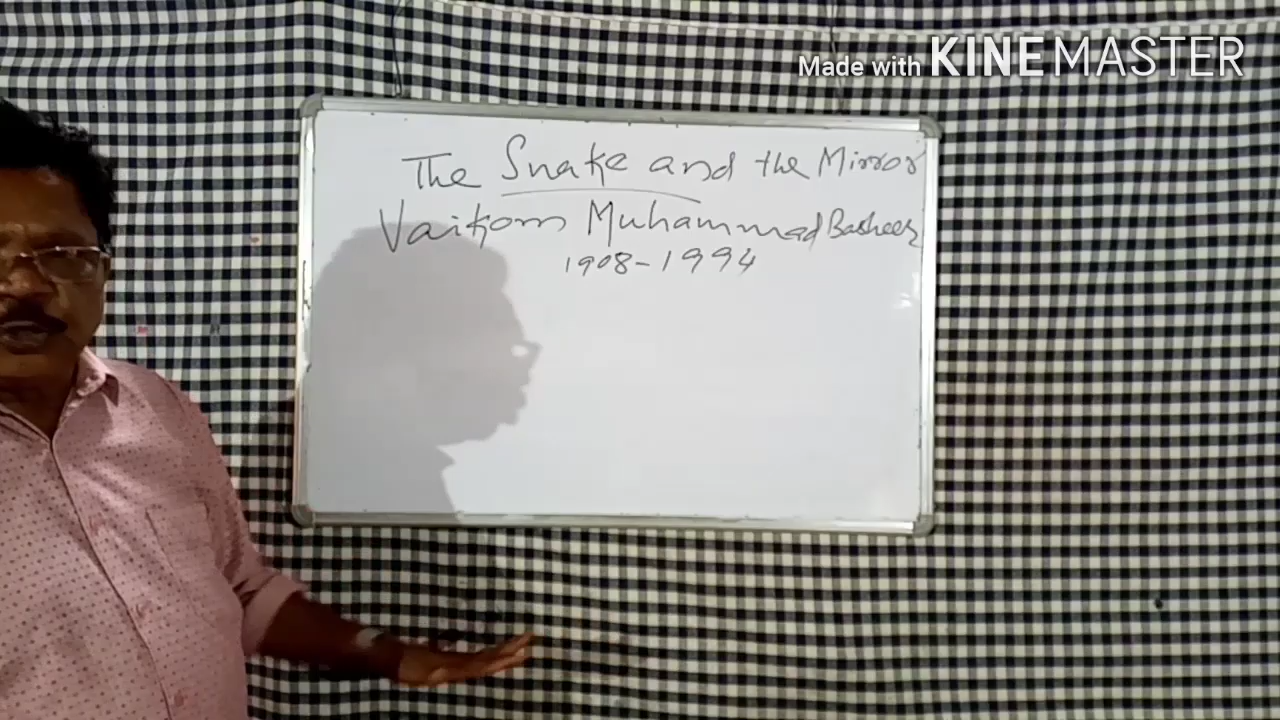 Made with KINEMASTER
The Snake and the Mirror
Vaikom Muhammad Basheer
1908-1994